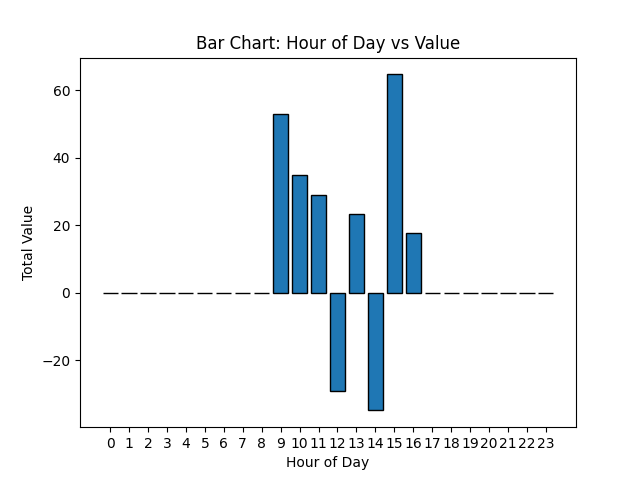 Bar Chart: Hour of Day vs Value
60
40
20
0
−20
Total Value
0 1 2 3 4 5 6 7 8 9 10 11 12 13 14 15 16 17 18 19 20 21 22 23
Hour of Day